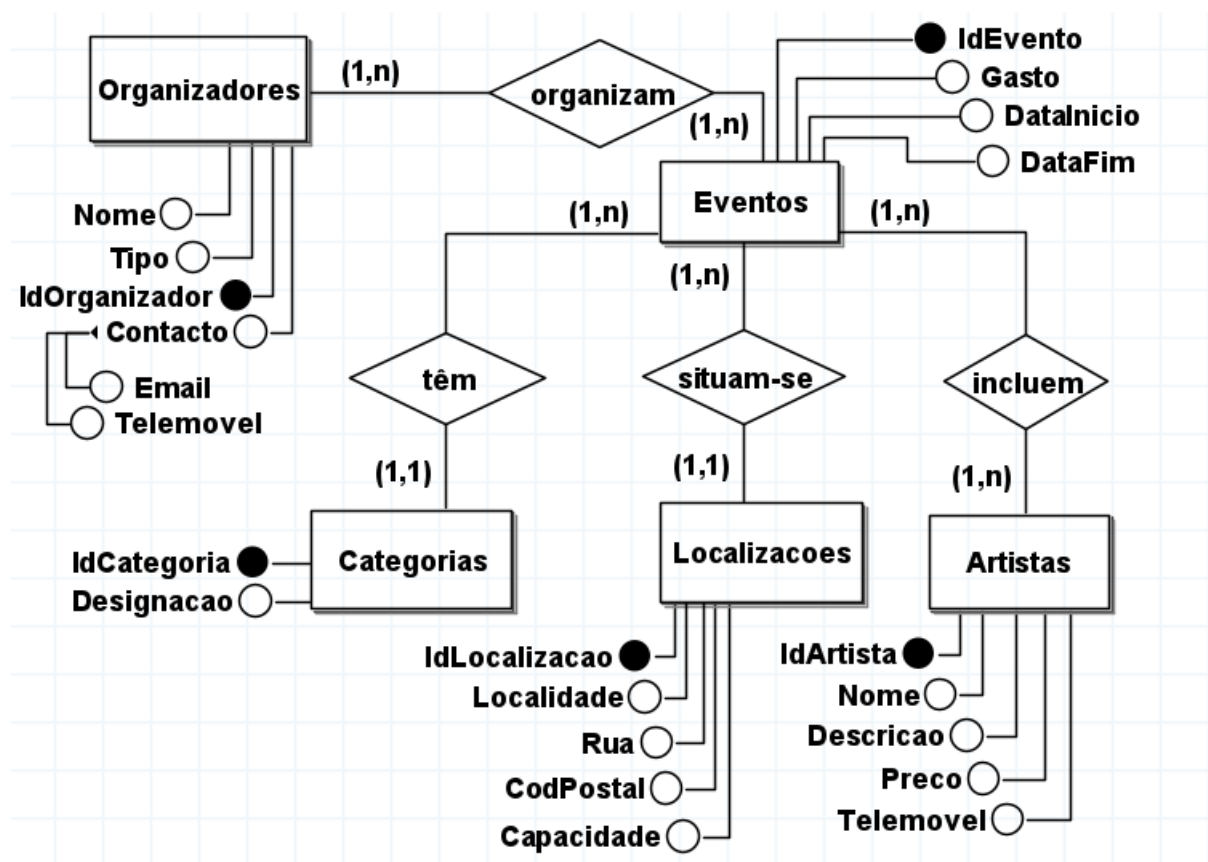 Organizadores
(1,n)
organizam
(1,n)
IdEvento
Gasto
DataInicio
DataFim
Nome
Tipo
IdOrganizador
Contacto
Email
Telemovel
Eventos
(1,n)
(1,n)
(1,n)
têm
situam-se
incluem
(1,1)
(1,1)
(1,n)
Categorias
IdCategoria
Designacao
Localizacoes
IdLocalizacao
Localidade
Rua
CodPostal
Capacidade
Artistas
IdArtista
Nome
Descricao
Preco
Telemovel